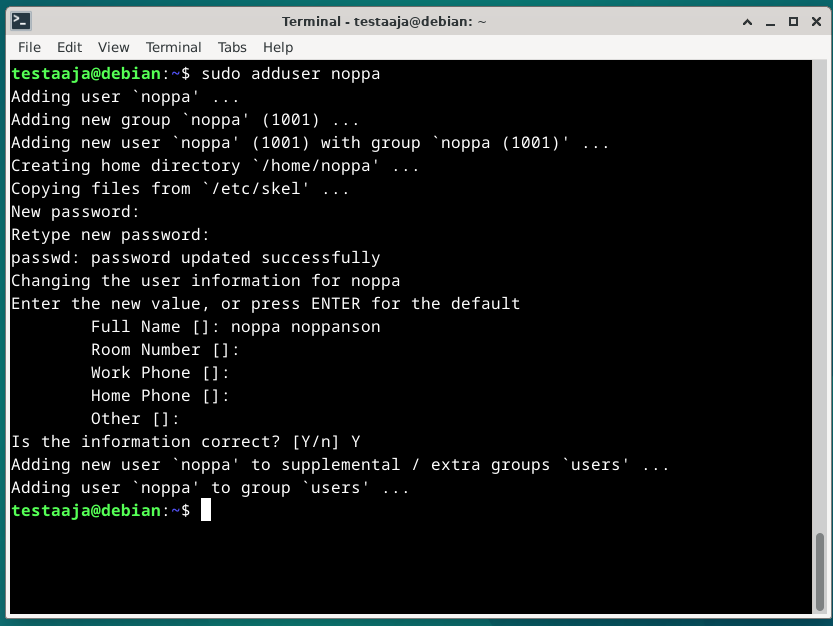 Terminal - testaaja@debian: ~
File Edit View Terminal Tabs Help
testaaja@debian:~$ sudo adduser noppa
Adding user `noppa' ...
Adding new group `noppa' (1001) ...
Adding new user `noppa' (1001) with group `noppa (1001)' ...
Creating home directory `/home/noppa' ...
Copying files from `/etc/skel' ...
New password:
Retype new password:
passwd: password updated successfully
Changing the user information for noppa
Enter the new value, or press ENTER for the default
        Full Name []: noppa noppanson
        Room Number []:
        Work Phone []:
        Home Phone []:
        Other []:
Is the information correct? [Y/n] Y
Adding new user `noppa' to supplemental / extra groups `users' ...
Adding user `noppa' to group `users' ...
testaaja@debian:~$